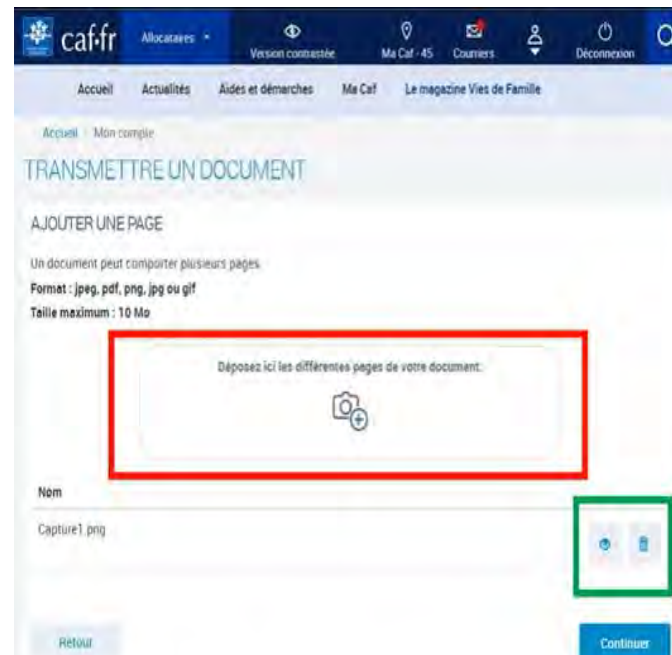 caf.fr
Allocataires
Version contrastée
Ma Caf - 45
Courriers
Déconnexion
Accueil Actualités Aides et démarches Ma Caf Le magazine Vies de Famille
Accueil Mon compte
TRANSMETTRE UN DOCUMENT
AJOUTER UNE PAGE
Un document peut comporter plusieurs pages
Format : jpeg, pdf, png, jpg ou gif
Taille maximum : 10 Mo
Déposez ici les différentes pages de votre document.
Nom
Capture1.png
Retour Continuer